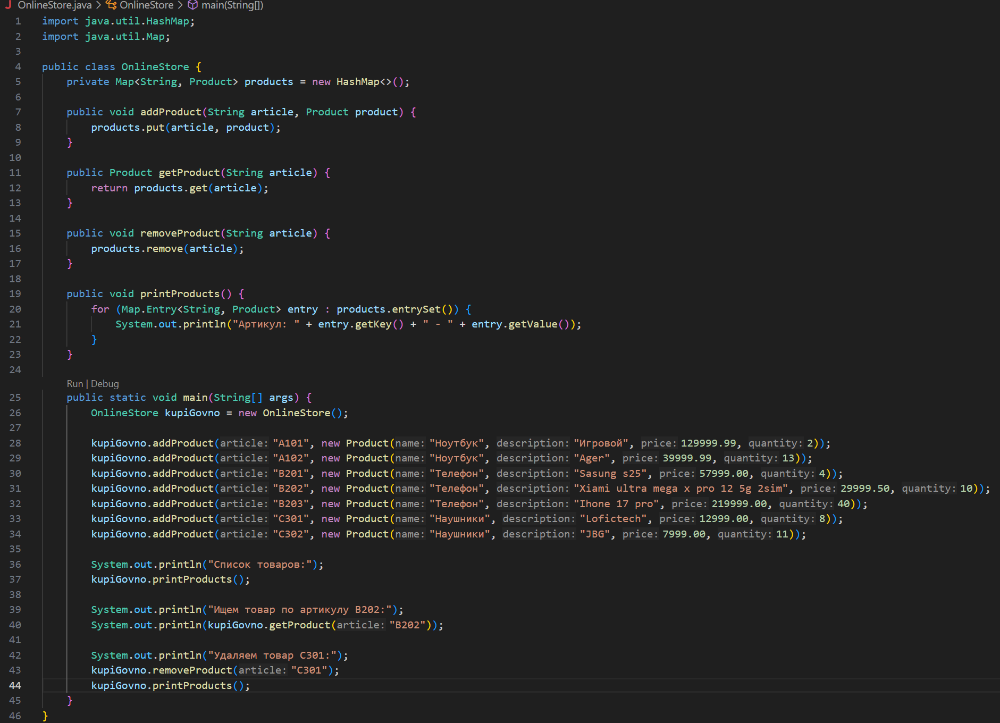 OnlineStore.java > OnlineStore > main(String[])
1 import java.util.HashMap;
2 import java.util.Map;
3
4 public class OnlineStore {
5     private Map<String, Product> products = new HashMap<>();
6
7     public void addProduct(String article, Product product) {
8         products.put(article, product);
9     }
10
11     public Product getProduct(String article) {
12         return products.get(article);
13     }
14
15     public void removeProduct(String article) {
16         products.remove(article);
17     }
18
19     public void printProducts() {
20         for (Map.Entry<String, Product> entry : products.entrySet()) {
21             System.out.println("Артикул: " + entry.getKey() + " - " + entry.getValue());
22         }
23     }
24
Run | Debug
25     public static void main(String[] args) {
26         OnlineStore kupiGovno = new OnlineStore();
27
28         kupiGovno.addProduct(article: "A101", new Product(name: "Ноутбук", description: "Игровой", price: 129999.99, quantity: 2));
29         kupiGovno.addProduct(article: "A102", new Product(name: "Ноутбук", description: "Ager", price: 39999.99, quantity: 13));
30         kupiGovno.addProduct(article: "B201", new Product(name: "Телефон", description: "Sasung s25", price: 57999.00, quantity: 4));
31         kupiGovno.addProduct(article: "B202", new Product(name: "Телефон", description: "Xiami ultra mega x pro 12 5g 2sim", price: 29999.50, quantity: 10));
32         kupiGovno.addProduct(article: "B203", new Product(name: "Телефон", description: "Ihone 17 pro", price: 219999.00, quantity: 40));
33         kupiGovno.addProduct(article: "C301", new Product(name: "Наушники", description: "Lofictech", price: 12999.00, quantity: 8));
34         kupiGovno.addProduct(article: "C302", new Product(name: "Наушники", description: "JBG", price: 7999.00, quantity: 11));
35
36         System.out.println("Список товаров:");
37         kupiGovno.printProducts();
38
39         System.out.println("Ищем товар по артикулу B202:");
40         System.out.println(kupiGovno.getProduct(article: "B202"));
41
42         System.out.println("Удаляем товар C301:");
43         kupiGovno.removeProduct(article: "C301");
44         kupiGovno.printProducts();
45     }
46 }